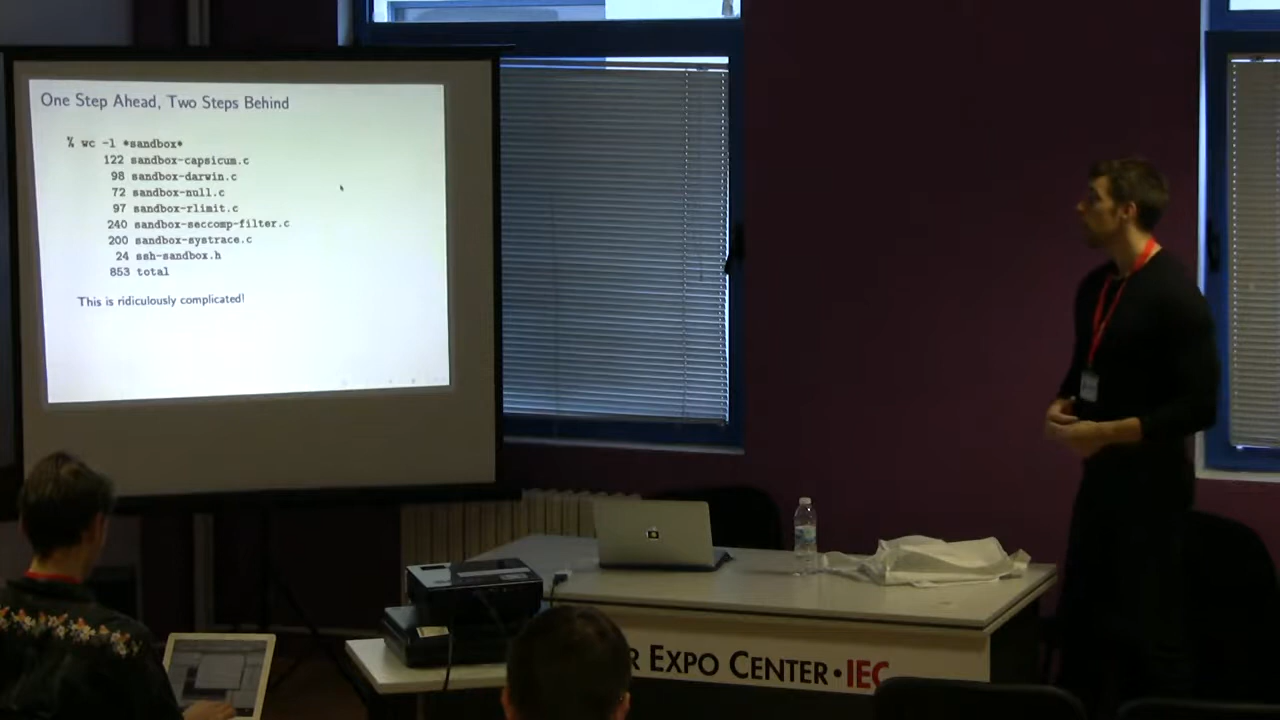 One Step Ahead, Two Steps Behind
% wc -l *sandbox*
122 sandbox-capsicum.c
98 sandbox-darwin.c
72 sandbox-null.c
97 sandbox-rlimit.c
240 sandbox-seccomp-filter.c
200 sandbox-systrace.c
24 ssh-sandbox.h
853 total
This is ridiculously complicated!
R EXPO CENTER · IEC